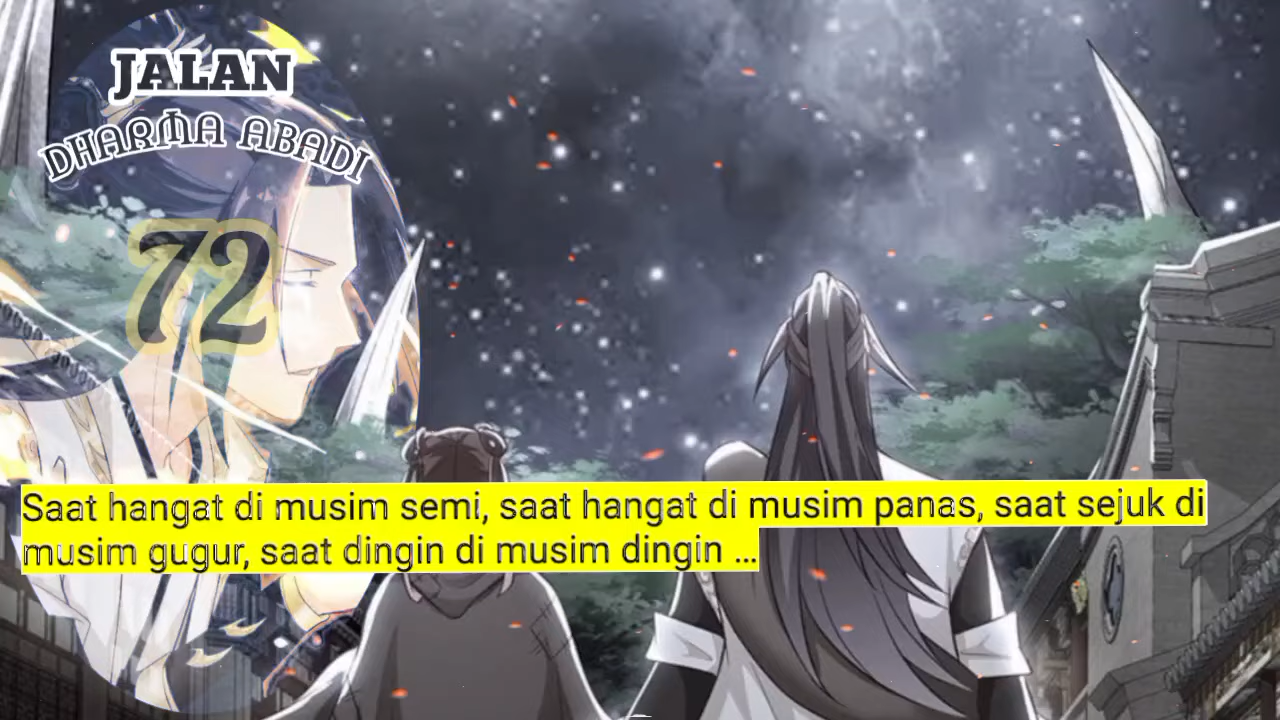 JALAN
DHARMA ABADI
72
Saat hangat di musim semi, saat hangat di musim panas, saat sejuk di
musim gugur, saat dingin di musim dingin ...